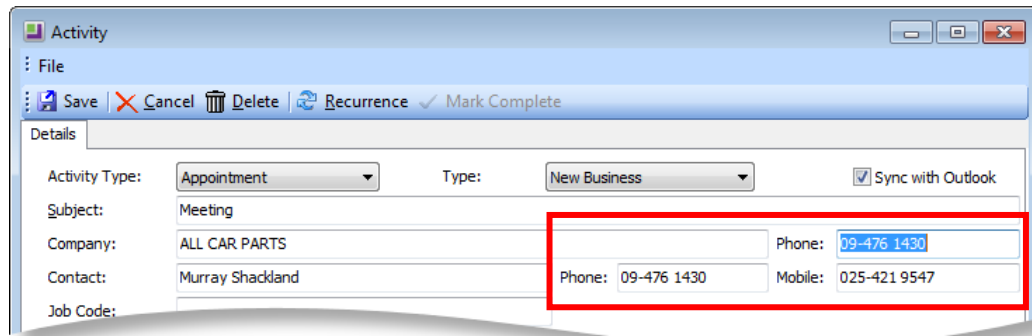 Activity
File
Save Cancel Delete Recurrence Mark Complete
Details
Activity Type: Appointment Type: New Business Sync with Outlook
Subject: Meeting
Company: ALL CAR PARTS Phone: 09-476 1430
Contact: Murray Shackland Phone: 09-476 1430 Mobile: 025-421 9547
Job Code: